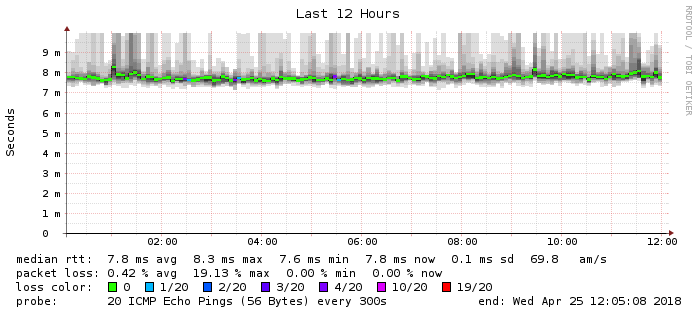 Last 12 Hours
RRDTOOL / TOBI OETIKER
Seconds
9 m
8 m
7 m
6 m
5 m
4 m
3 m
2 m
1 m
0
02:00 04:00 06:00 08:00 10:00 12:00
median rtt: 7.8 ms avg 8.3 ms max 7.6 ms min 7.8 ms now 0.1 ms sd 69.8 am/s
packet loss: 0.42 % avg 19.13 % max 0.00 % min 0.00 % now
loss color: 0 1/20 2/20 3/20 4/20 10/20 19/20
probe: 20 ICMP Echo Pings (56 Bytes) every 300s end: Wed Apr 25 12:05:08 2018